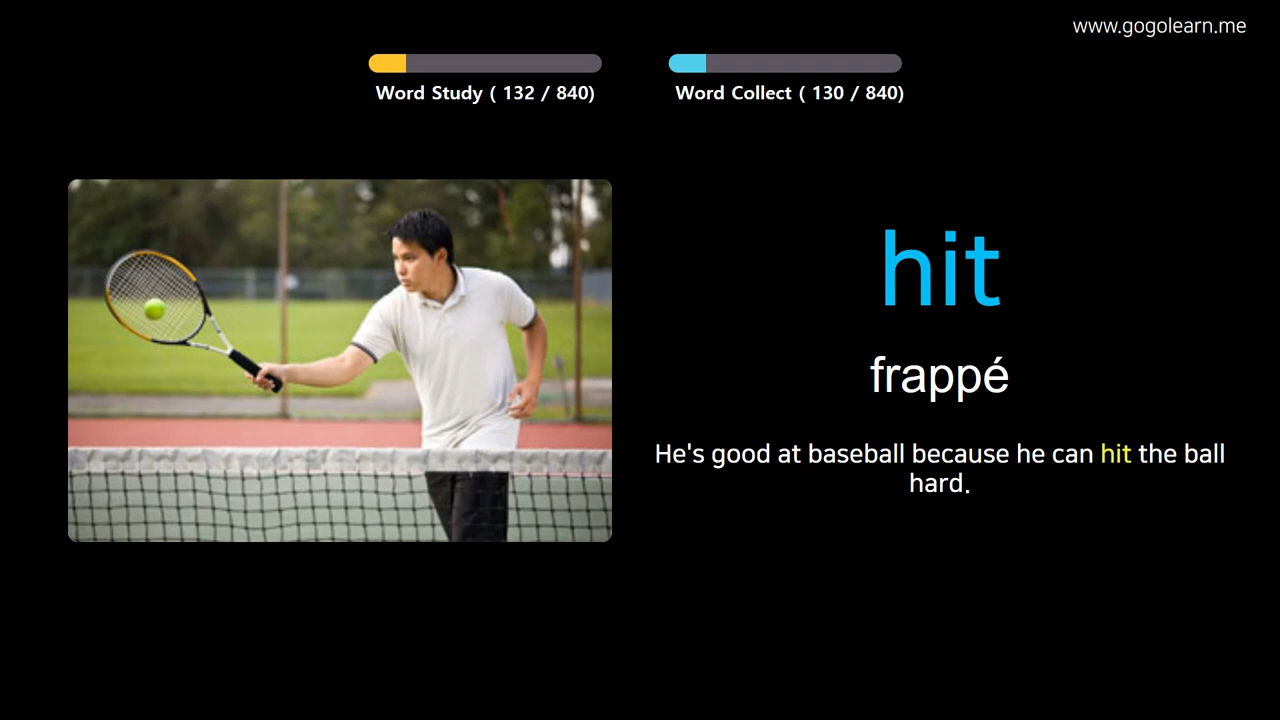 www.gogolearn.me
Word Study ( 132 / 840)
Word Collect ( 130 / 840)
hit
frappé
He's good at baseball because he can hit the ball
hard.